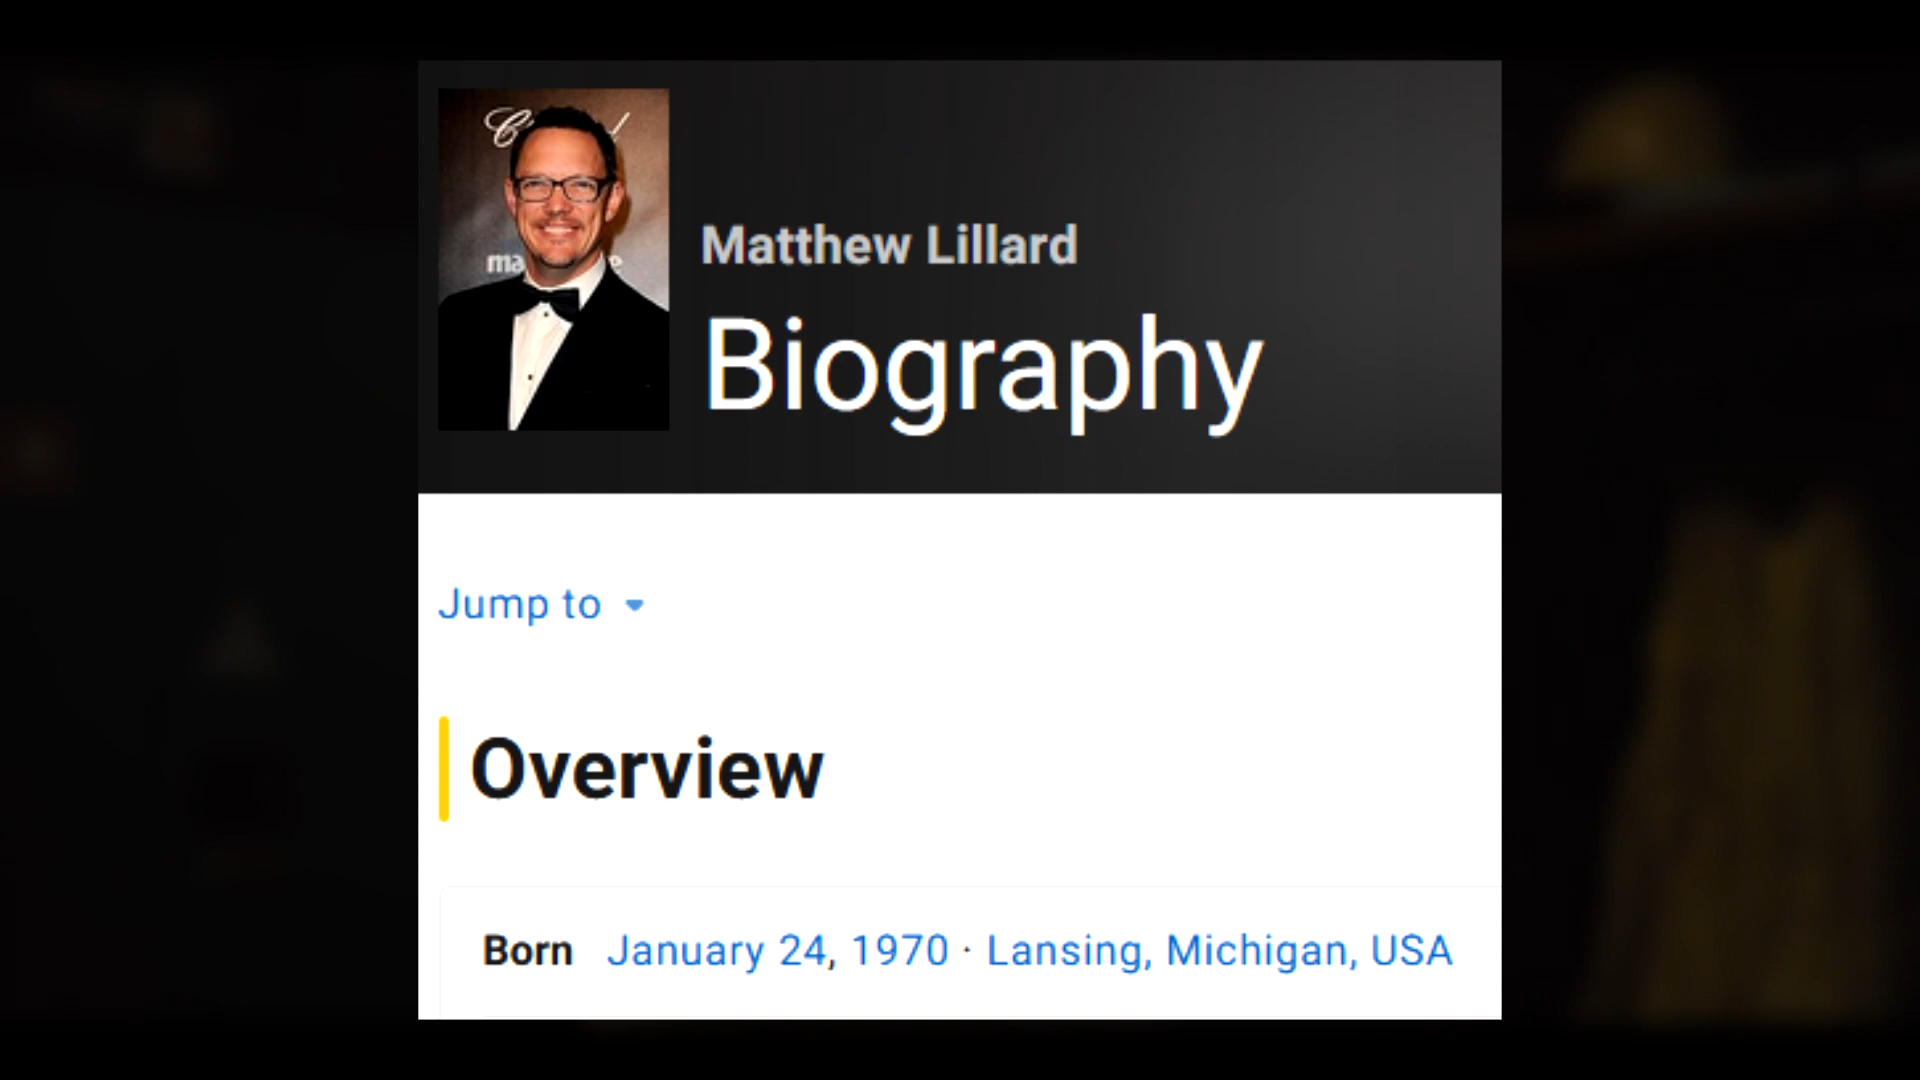 Matthew Lillard
Biography
Jump to
Overview
Born January 24, 1970 · Lansing, Michigan, USA